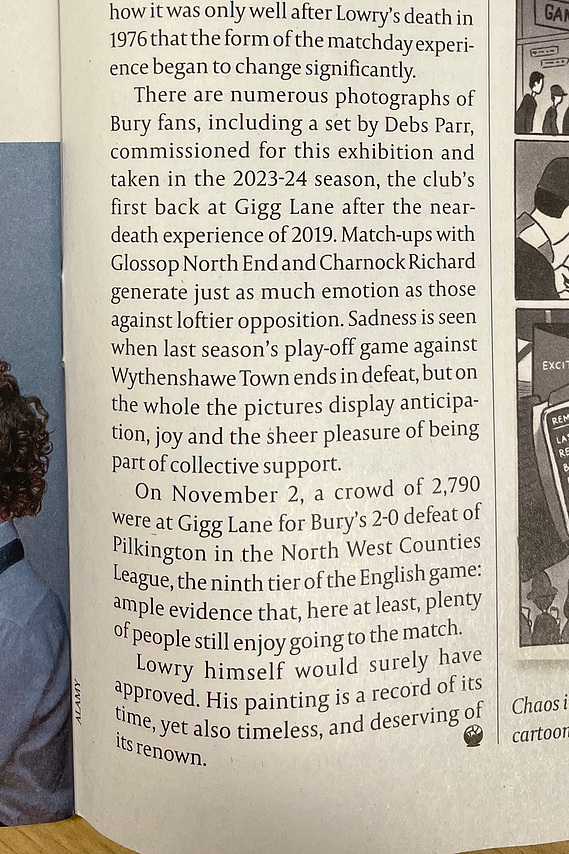 how it was only well after Lowry's death in
1976 that the form of the matchday experi-
ence began to change significantly.
There are numerous photographs of
Bury fans, including a set by Debs Parr,
commissioned for this exhibition and
taken in the 2023-24 season, the club's
first back at Gigg Lane after the near-
death experience of 2019. Match-ups with
Glossop North End and Charnock Richard
generate just as much emotion as those
against loftier opposition. Sadness is seen
when last season's play-off game against
Wythenshawe Town ends in defeat, but on
the whole the pictures display anticipa-
tion, joy and the sheer pleasure of being
part of collective support.
On November 2, a crowd of 2,790
were at Gigg Lane for Bury's 2-0 defeat of
Pilkington in the North West Counties
League, the ninth tier of the English game:
ample evidence that, here at least, plenty
of people still enjoy going to the match.
Lowry himself would surely have
approved. His painting is a record of its
time, yet also timeless, and deserving of
its renown.
ALAMY
GAM
EXCIT
REM
LA
RE
B
Chaos i
cartoon